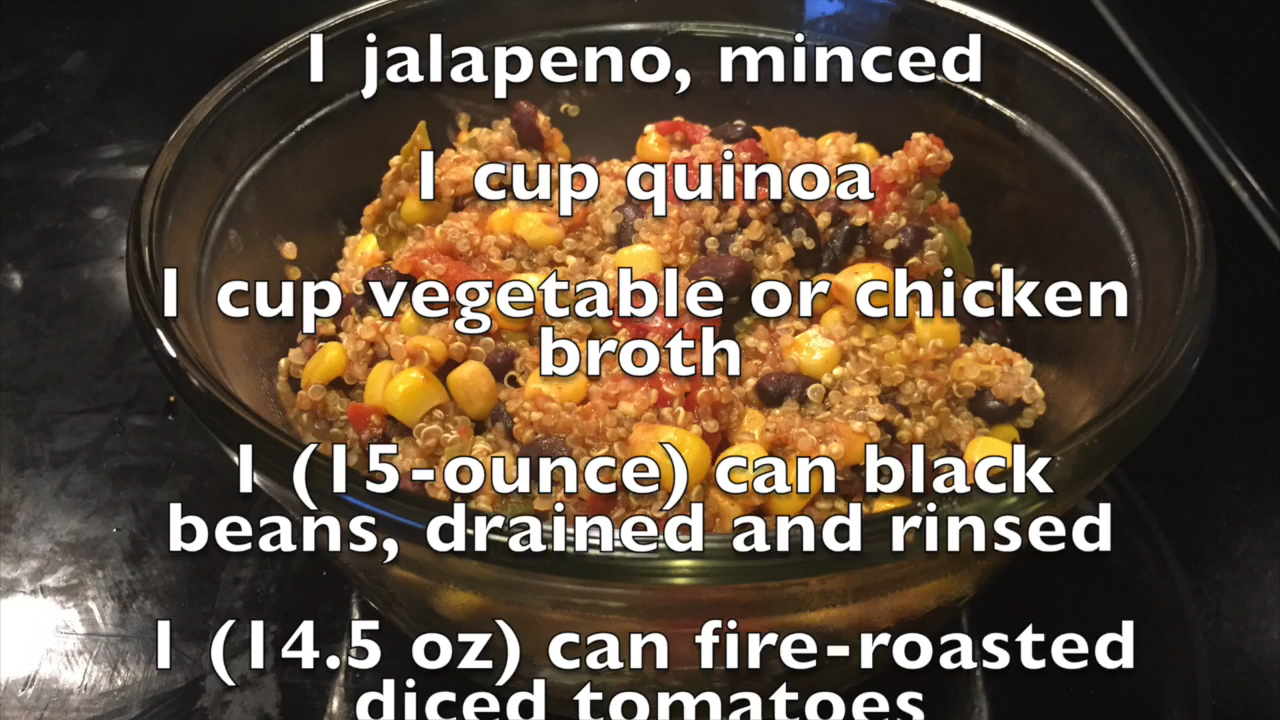 1 jalapeno, minced
1 cup quinoa
1 cup vegetable or chicken
broth
1 (15-ounce) can black
beans, drained and rinsed
1 (14.5 oz) can fire-roasted
diced tomatoes